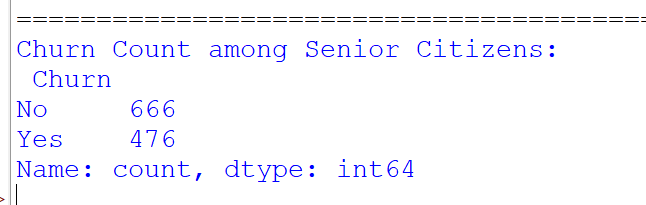 ========================================
Churn Count among Senior Citizens:
 Churn
No     666
Yes    476
Name: count, dtype: int64
>